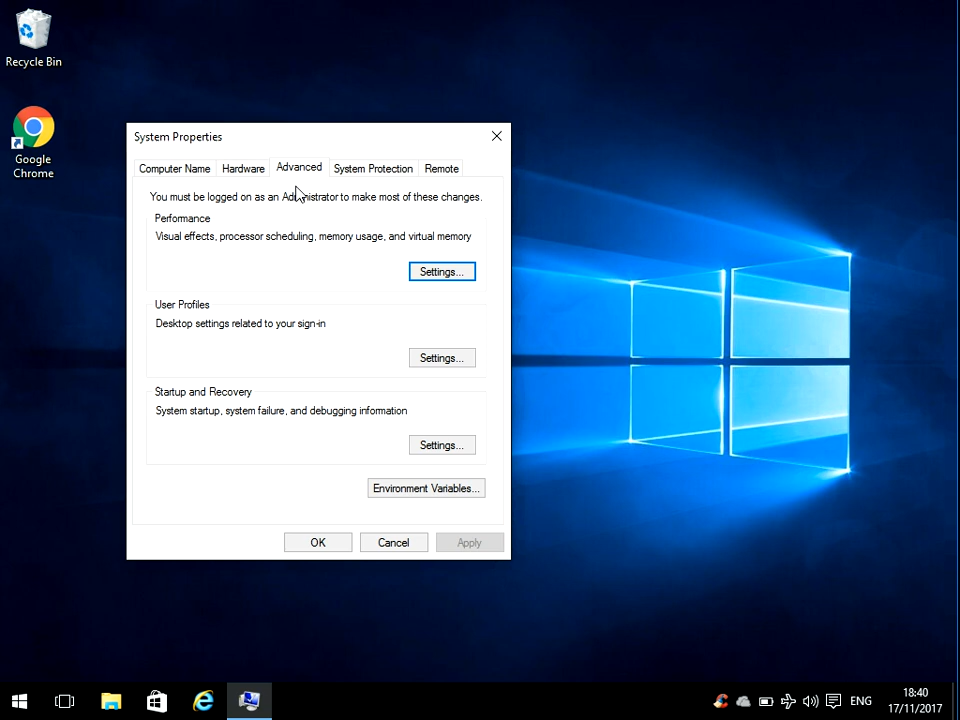 Recycle Bin
Google
Chrome
System Properties
Computer Name
Hardware
Advanced
System Protection
Remote
You must be logged on as an Administrator to make most of these changes.
Performance
Visual effects, processor scheduling, memory usage, and virtual memory
Settings...
User Profiles
Desktop settings related to your sign-in
Settings...
Startup and Recovery
System startup, system failure, and debugging information
Settings...
Environment Variables...
OK
Cancel
Apply
ENG
18:40
17/11/2017